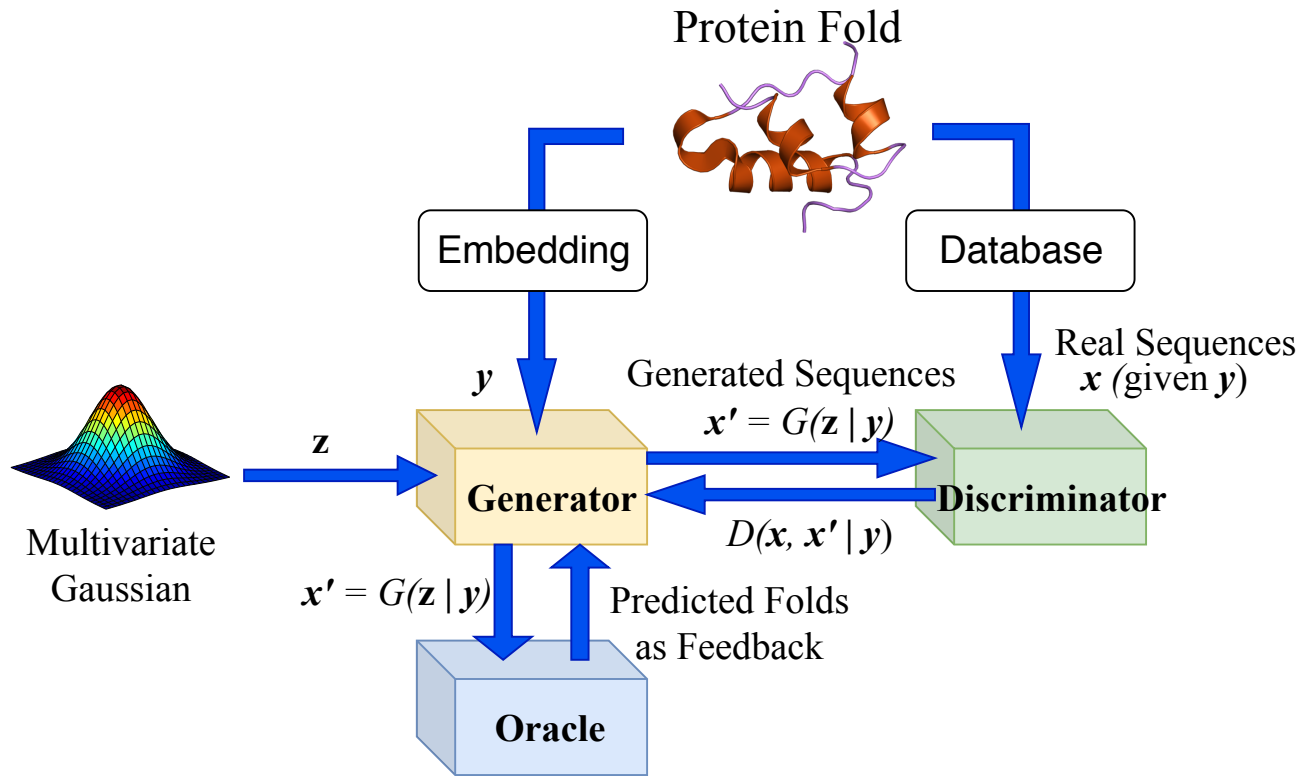 Protein Fold
Embedding
Database
y
Generated Sequences
x' = G(z | y)
Real Sequences
x (given y)
z
Generator
Discriminator
D(x, x' | y)
Multivariate
Gaussian
x' = G(z | y)
Predicted Folds
as Feedback
Oracle